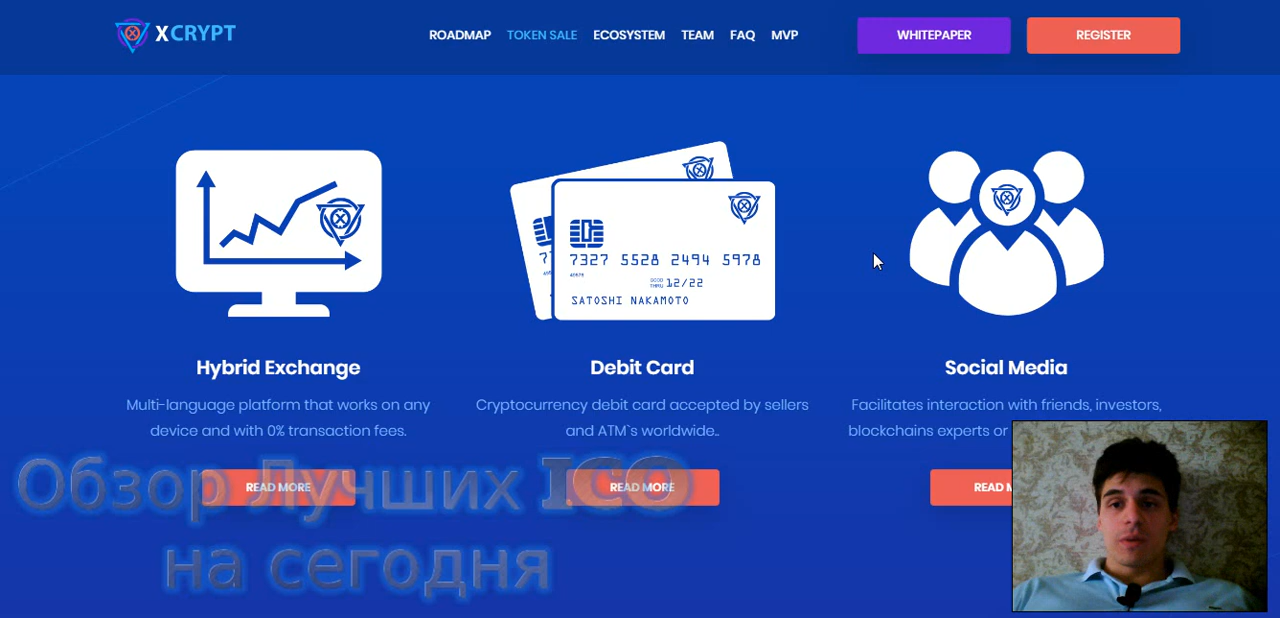 XCRYPT
ROADMAP TOKEN SALE ECOSYSTEM TEAM FAQ MVP
WHITEPAPER
REGISTER
7327 5528 2494 5978
GOOD THRU 12/22
SATOSHI NAKAMOTO
Hybrid Exchange
Multi-language platform that works on any
device and with 0% transaction fees.
READ MORE
Debit Card
Cryptocurrency debit card accepted by sellers
and ATM`s worldwide..
READ MORE
Social Media
Facilitates interaction with friends, investors,
blockchains experts or
READ M
Обзор Лучших ICO
на сегодня